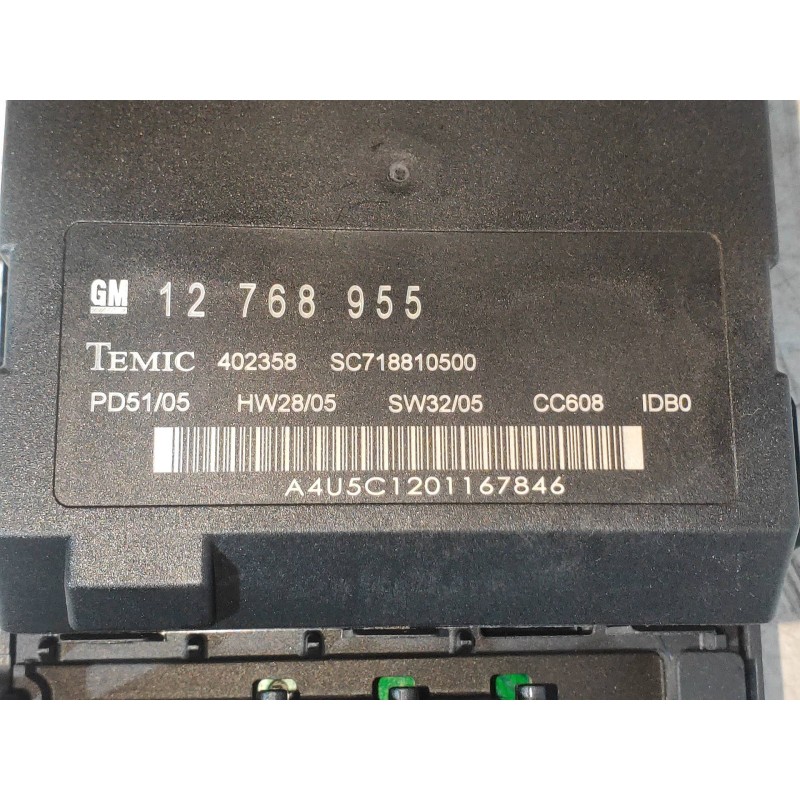 GM 12 768 955
TEMIC 402358 SC718810500
PD51/05 HW28/05 SW32/05 CC608 IDB0
A4U5C1201167846